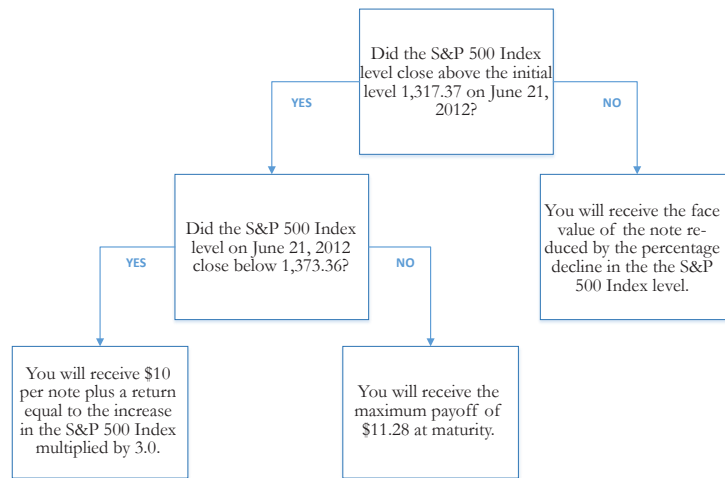 Did the S&P 500 Index
level close above the initial
level 1,317.37 on June 21,
2012?
YES
NO
Did the S&P 500 Index
level on June 21, 2012
close below 1,373.36?
You will receive the face
value of the note re-
duced by the percentage
decline in the the S&P
500 Index level.
YES
NO
You will receive $10
per note plus a return
equal to the increase
in the S&P 500 Index
multiplied by 3.0.
You will receive the
maximum payoff of
$11.28 at maturity.